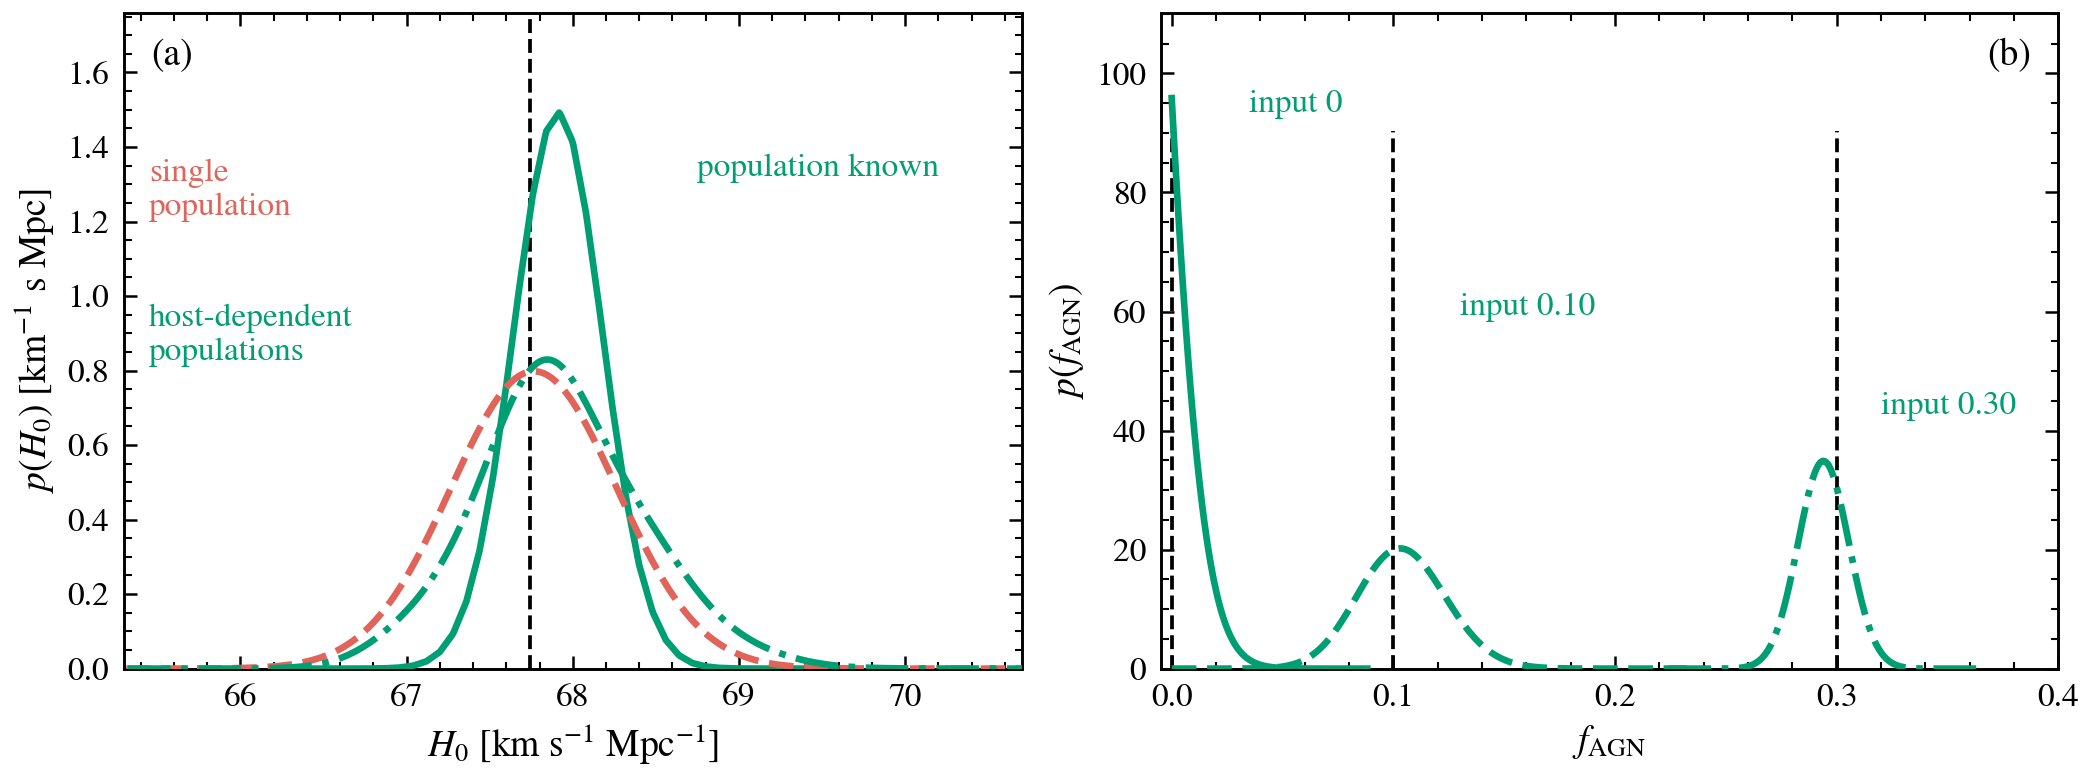 (a)
1.6
1.4
1.2
1.0
0.8
0.6
0.4
0.2
0.0
p(H₀) [km⁻¹ s Mpc]
single
population
host-dependent
populations
population known
66
67
68
69
70
H₀ [km s⁻¹ Mpc⁻¹]
(b)
100
80
60
40
20
0
p(f_AGN)
input 0
input 0.10
input 0.30
0.0
0.1
0.2
0.3
0.4
f_AGN